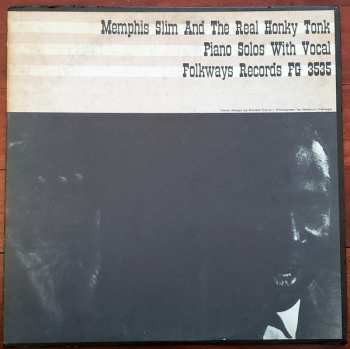 Memphis Slim And The Real Honky Tonk
Piano Solos With Vocal
Folkways Records FG 3535